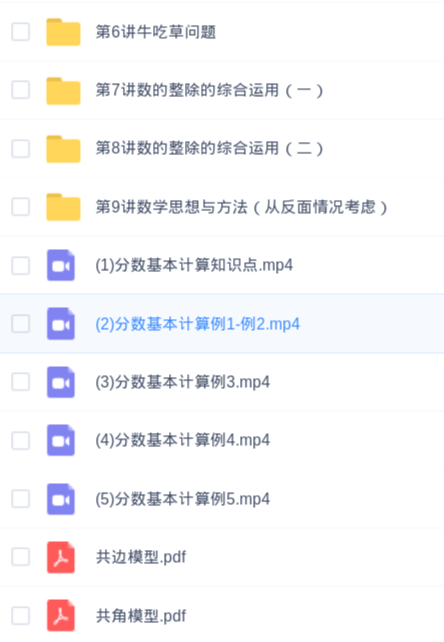 第6讲牛吃草问题
第7讲数的整除的综合运用（一）
第8讲数的整除的综合运用（二）
第9讲数学思想与方法（从反面情况考虑）
(1)分数基本计算知识点.mp4
(2)分数基本计算例1-例2.mp4
(3)分数基本计算例3.mp4
(4)分数基本计算例4.mp4
(5)分数基本计算例5.mp4
共边模型.pdf
共角模型.pdf